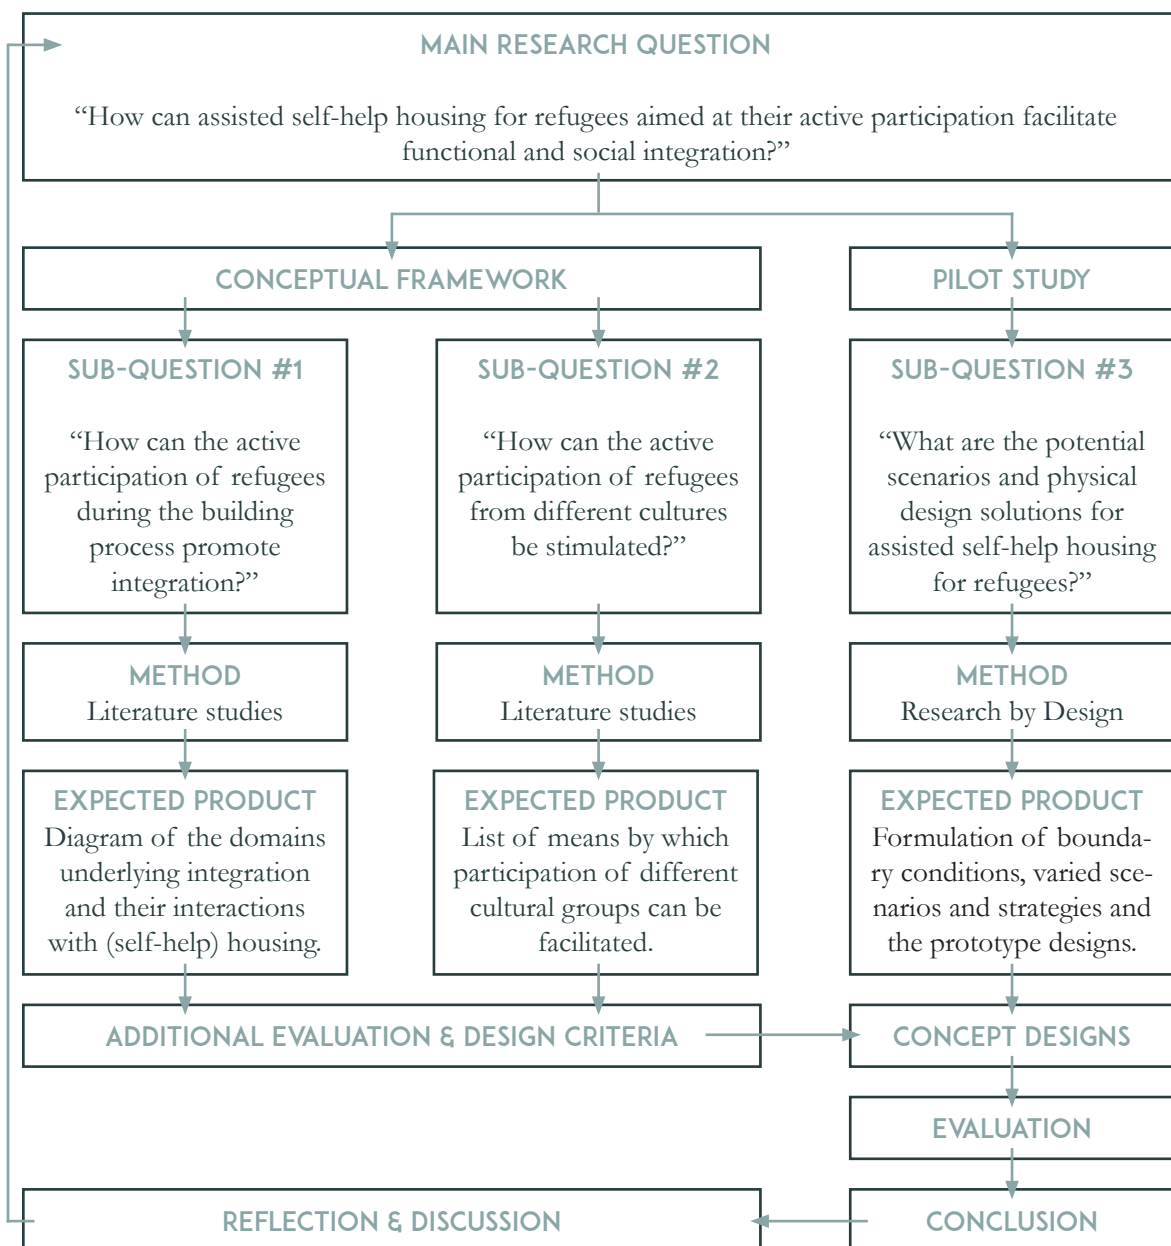 MAIN RESEARCH QUESTION
“How can assisted self-help housing for refugees aimed at their active participation facilitate
functional and social integration?”
CONCEPTUAL FRAMEWORK
PILOT STUDY
SUB-QUESTION #1
“How can the active
participation of refugees
during the building
process promote
integration?”
SUB-QUESTION #2
“How can the active
participation of refugees
from different cultures
be stimulated?”
SUB-QUESTION #3
“What are the potential
scenarios and physical
design solutions for
assisted self-help housing
for refugees?”
METHOD
Literature studies
METHOD
Literature studies
METHOD
Research by Design
EXPECTED PRODUCT
Diagram of the domains
underlying integration
and their interactions
with (self-help) housing.
EXPECTED PRODUCT
List of means by which
participation of different
cultural groups can be
facilitated.
EXPECTED PRODUCT
Formulation of bounda-
ry conditions, varied sce-
narios and strategies and
the prototype designs.
ADDITIONAL EVALUATION & DESIGN CRITERIA
CONCEPT DESIGNS
EVALUATION
REFLECTION & DISCUSSION
CONCLUSION